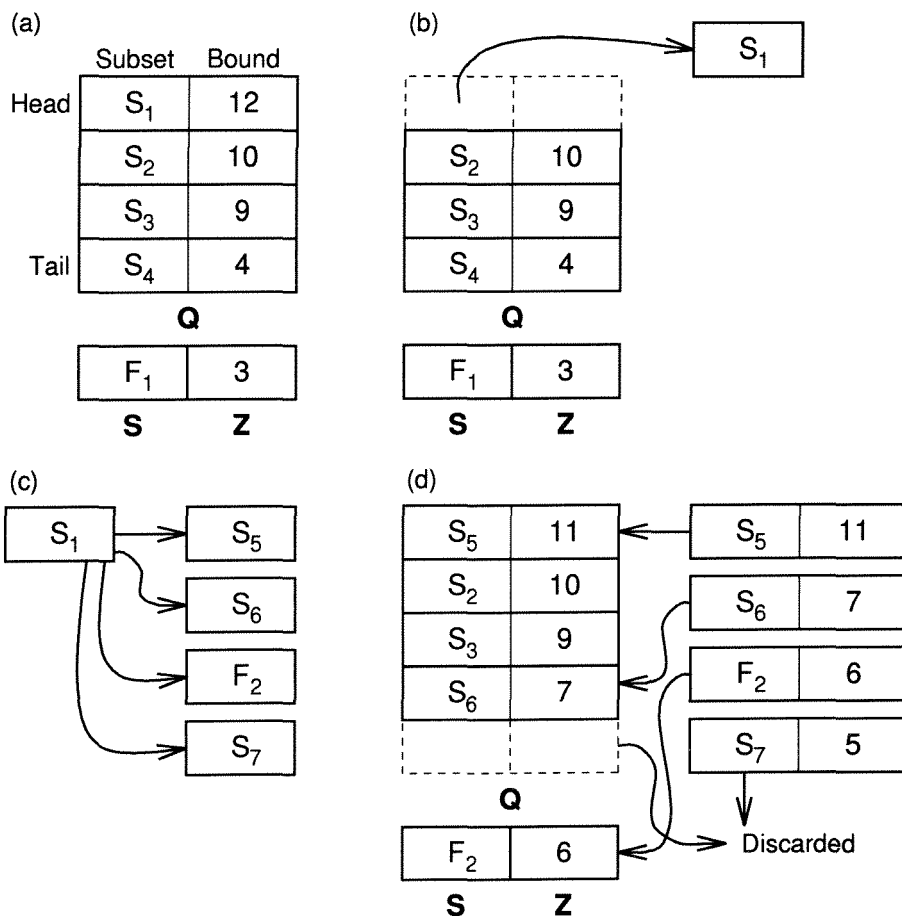 (a)
Subset Bound
Head S₁ 12
S₂ 10
S₃ 9
Tail S₄ 4
Q
F₁ 3
S Z
(b)
S₁
S₂ 10
S₃ 9
S₄ 4
Q
F₁ 3
S Z
(c)
S₁ S₅
S₆
F₂
S₇
(d)
S₅ 11 S₅ 11
S₂ 10 S₆ 7
S₃ 9 F₂ 6
S₆ 7 S₇ 5
Q
Discarded
F₂ 6
S Z